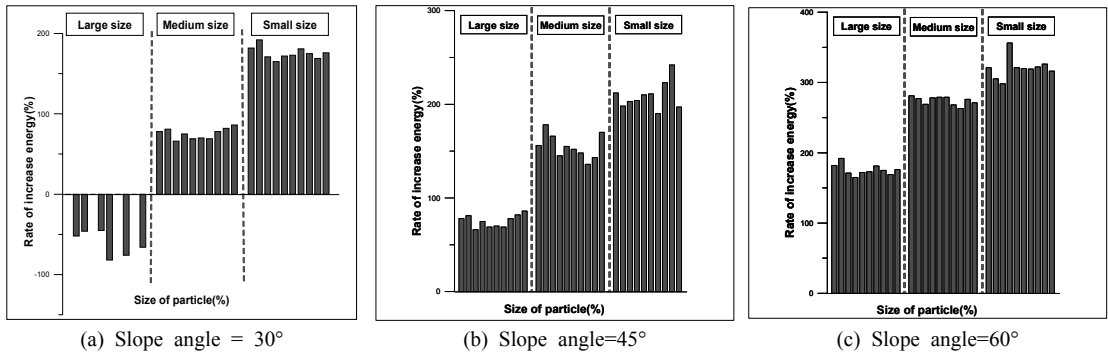 Large size
Medium size
Small size
200
100
0
-100
Rate of increase energy(%)
Size of particle(%)
(a) Slope angle = 30°
Large size
Medium size
Small size
300
200
100
0
Rate of increase energy(%)
Size of particle(%)
(b) Slope angle=45°
Large size
Medium size
Small size
400
300
200
300
0
Rate of increase energy(%)
Size of particle(%)
(c) Slope angle=60°